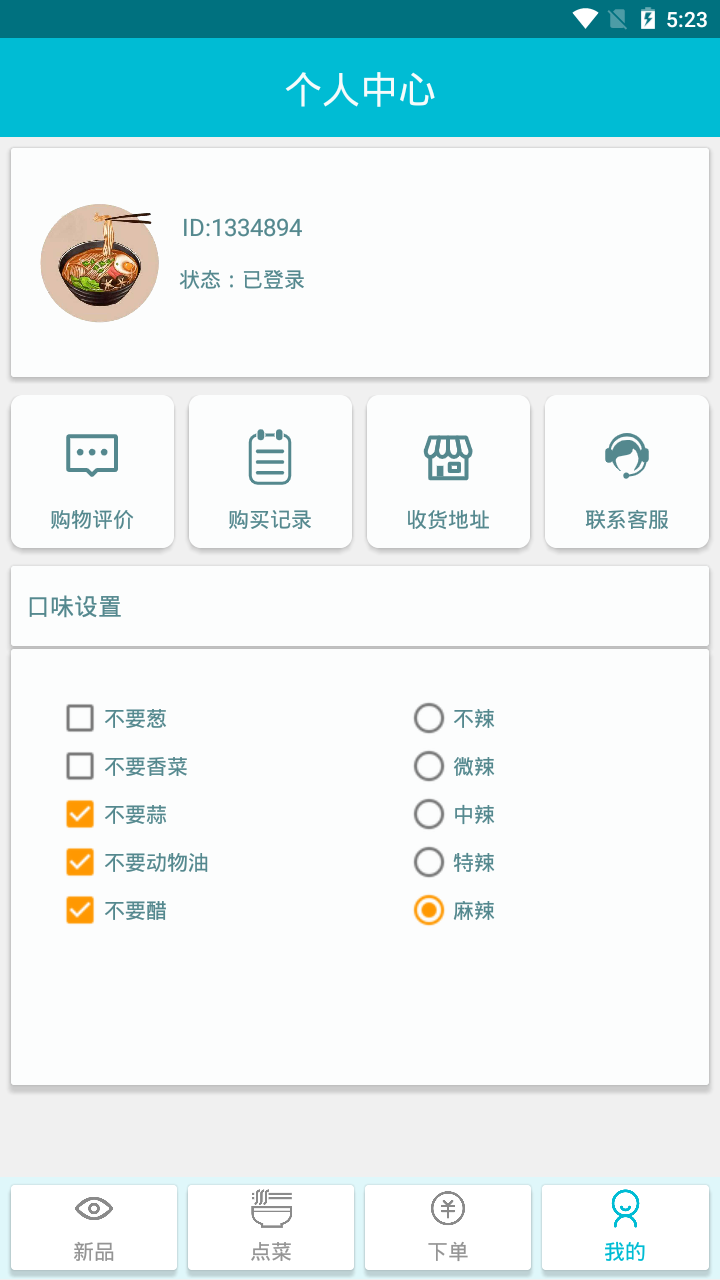 5:23
个人中心
ID:1334894
状态：已登录
购物评价 购买记录 收货地址 联系客服
口味设置
不要葱 不辣
不要香菜 微辣
不要蒜 中辣
不要动物油 特辣
不要醋 麻辣
新品 点菜 下单 我的